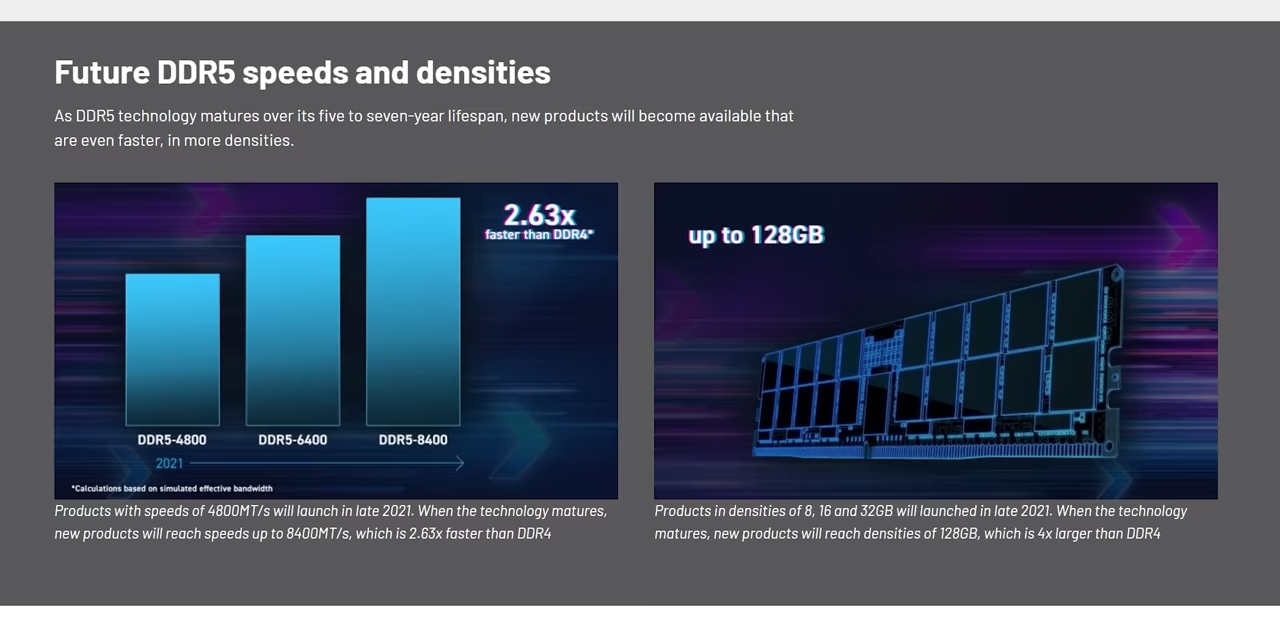 Future DDR5 speeds and densities
As DDR5 technology matures over its five to seven-year lifespan, new products will become available that
are even faster, in more densities.
2.63x
faster than DDR4*
DDR5-4800 DDR5-6400 DDR5-8400
2021
*Calculations based on simulated effective bandwidth
Products with speeds of 4800MT/s will launch in late 2021. When the technology matures,
new products will reach speeds up to 8400MT/s, which is 2.63x faster than DDR4
up to 128GB
Products in densities of 8, 16 and 32GB will launched in late 2021. When the technology
matures, new products will reach densities of 128GB, which is 4x larger than DDR4